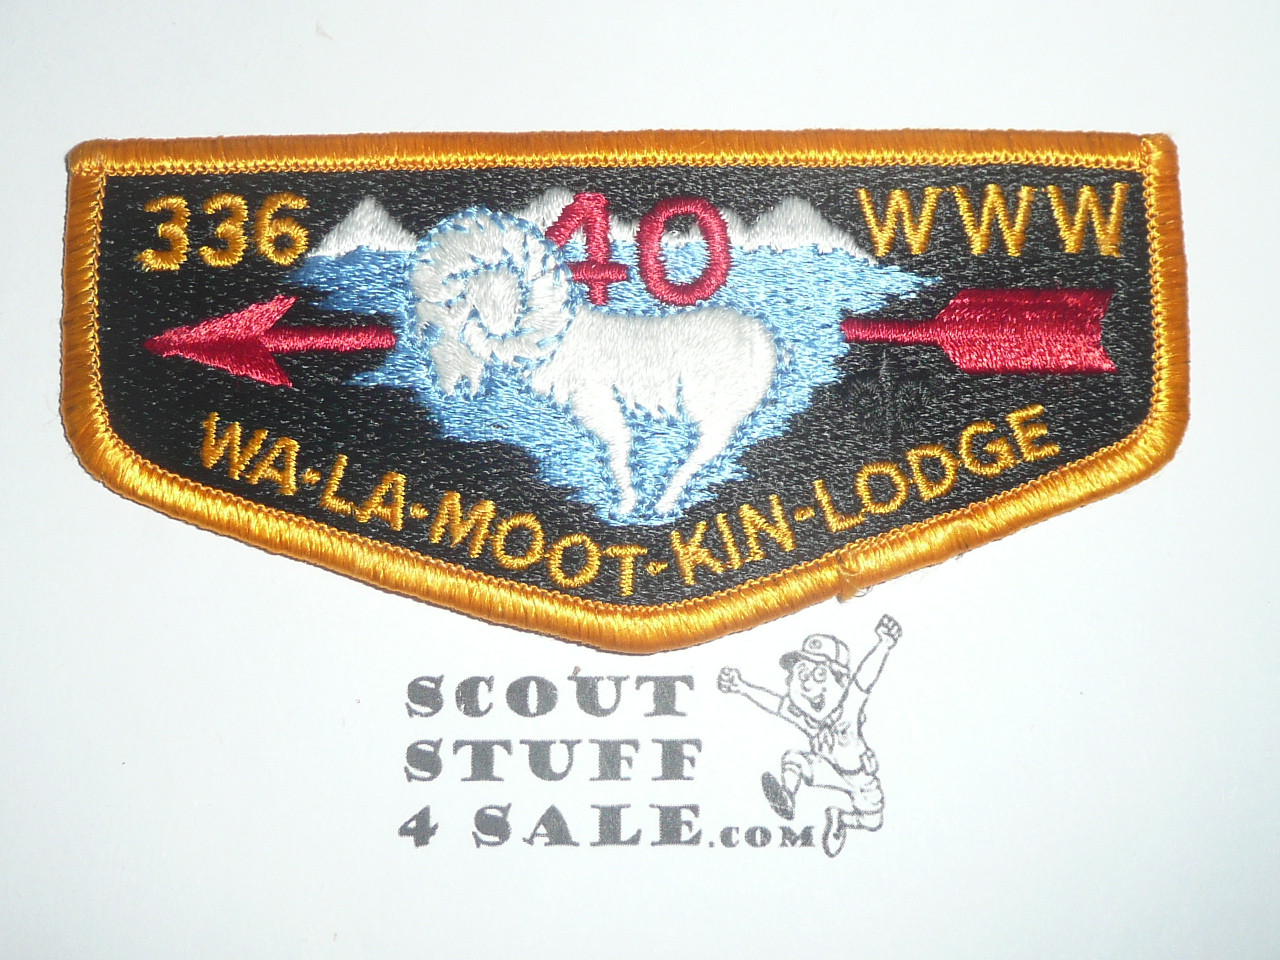 336 40 WWW
WA-LA-MOOT-KIN-LODGE
SCOUT
STUFF
4 SALE.COM